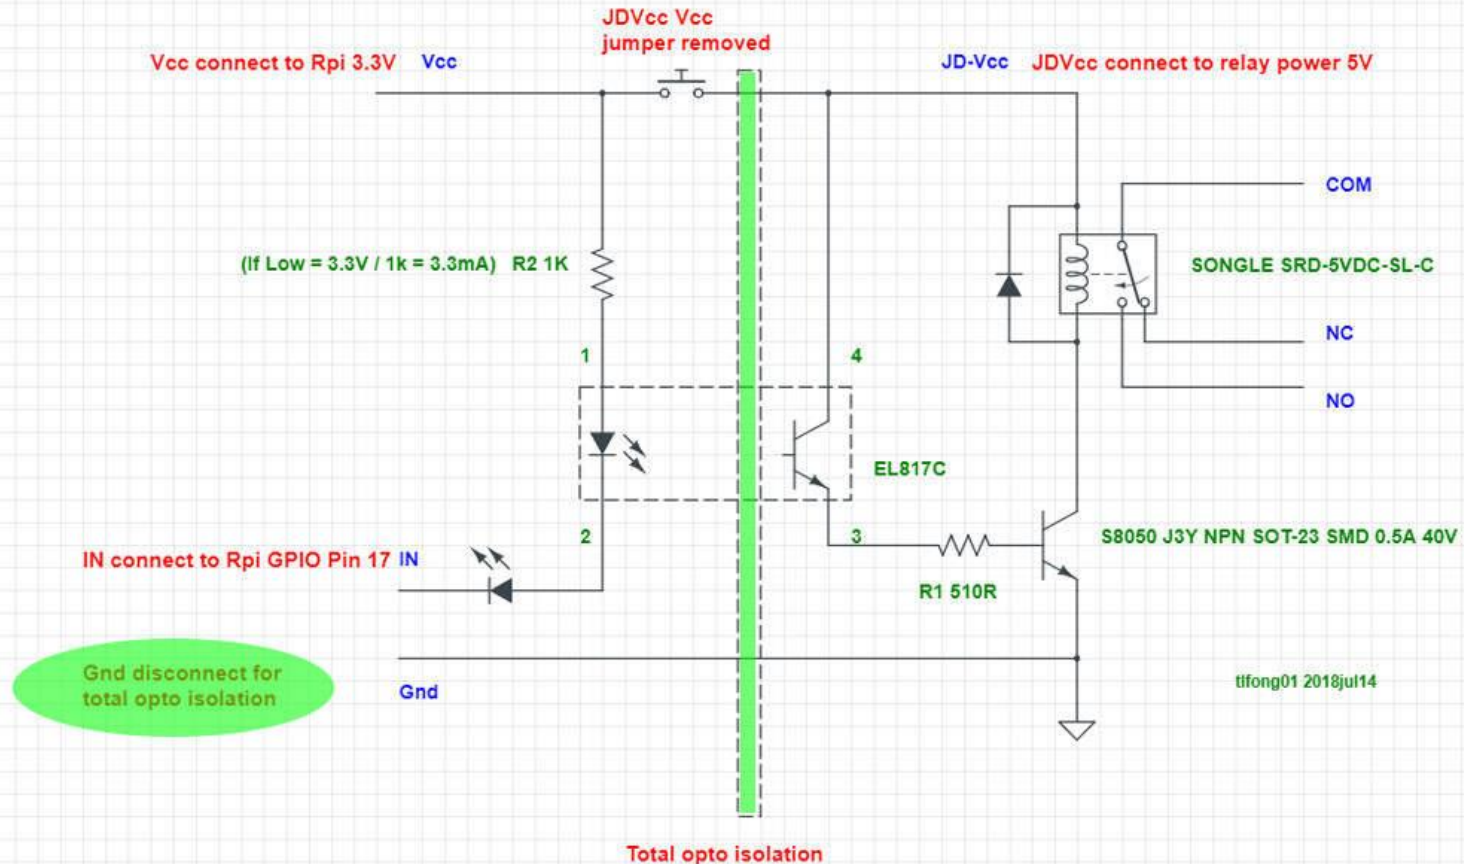 JDVcc Vcc
jumper removed
Vcc connect to Rpi 3.3V
Vcc
JD-Vcc
JDVcc connect to relay power 5V
COM
(If Low = 3.3V / 1k = 3.3mA)
R2 1K
SONGLE SRD-5VDC-SL-C
NC
1
4
NO
EL817C
2
3
S8050 J3Y NPN SOT-23 SMD 0.5A 40V
IN connect to Rpi GPIO Pin 17
IN
R1 510R
Gnd disconnect for
total opto isolation
Gnd
tlfong01 2018jul14
Total opto isolation